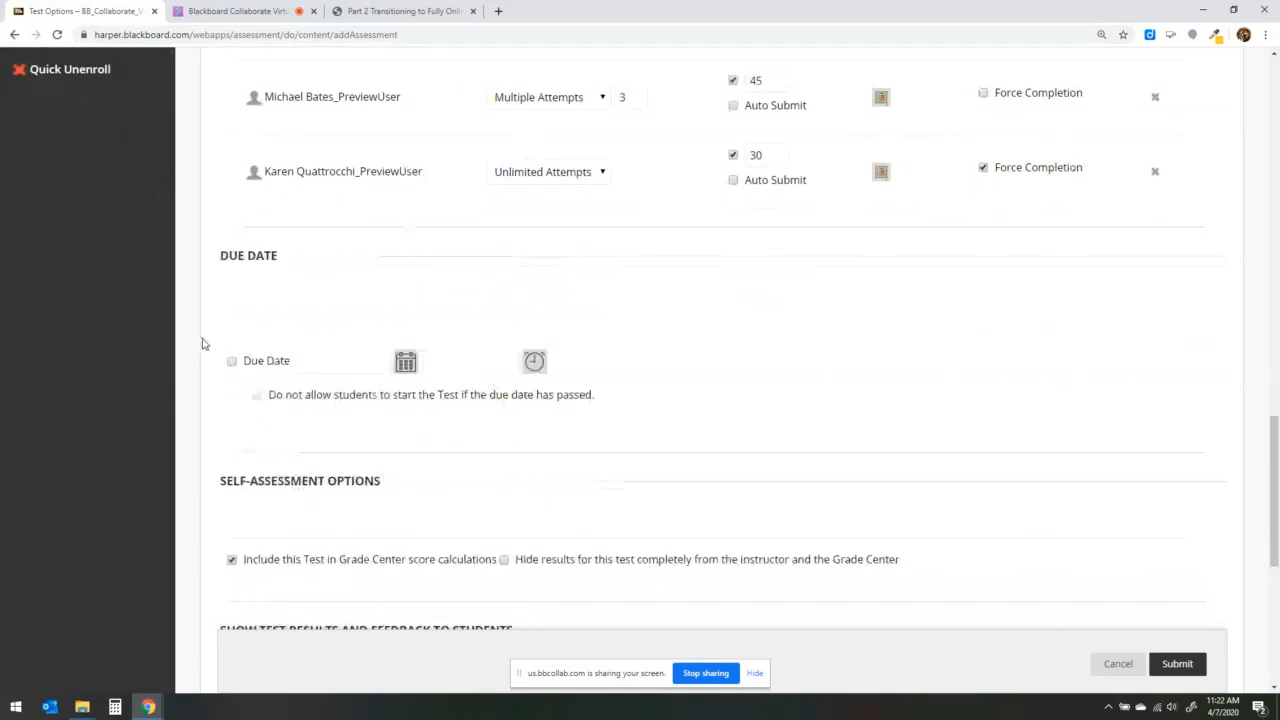 Test Options – BB_Collaborate_V
Blackboard Collaborate Virtu
Part 2 Transitioning to Fully Onli
harper.blackboard.com/webapps/assessment/do/content/addAssessment
Quick Unenroll
Michael Bates_PreviewUser
Multiple Attempts
3
45
Auto Submit
Force Completion
Karen Quattrocchi_PreviewUser
Unlimited Attempts
30
Auto Submit
Force Completion
DUE DATE
Due Date
Do not allow students to start the Test if the due date has passed.
SELF-ASSESSMENT OPTIONS
Include this Test in Grade Center score calculations
Hide results for this test completely from the instructor and the Grade Center
SHOW TEST RESULTS AND FEEDBACK TO STUDENTS
us.bbcollab.com is sharing your screen.
Stop sharing
Hide
Cancel
Submit
11:22 AM
4/7/2020